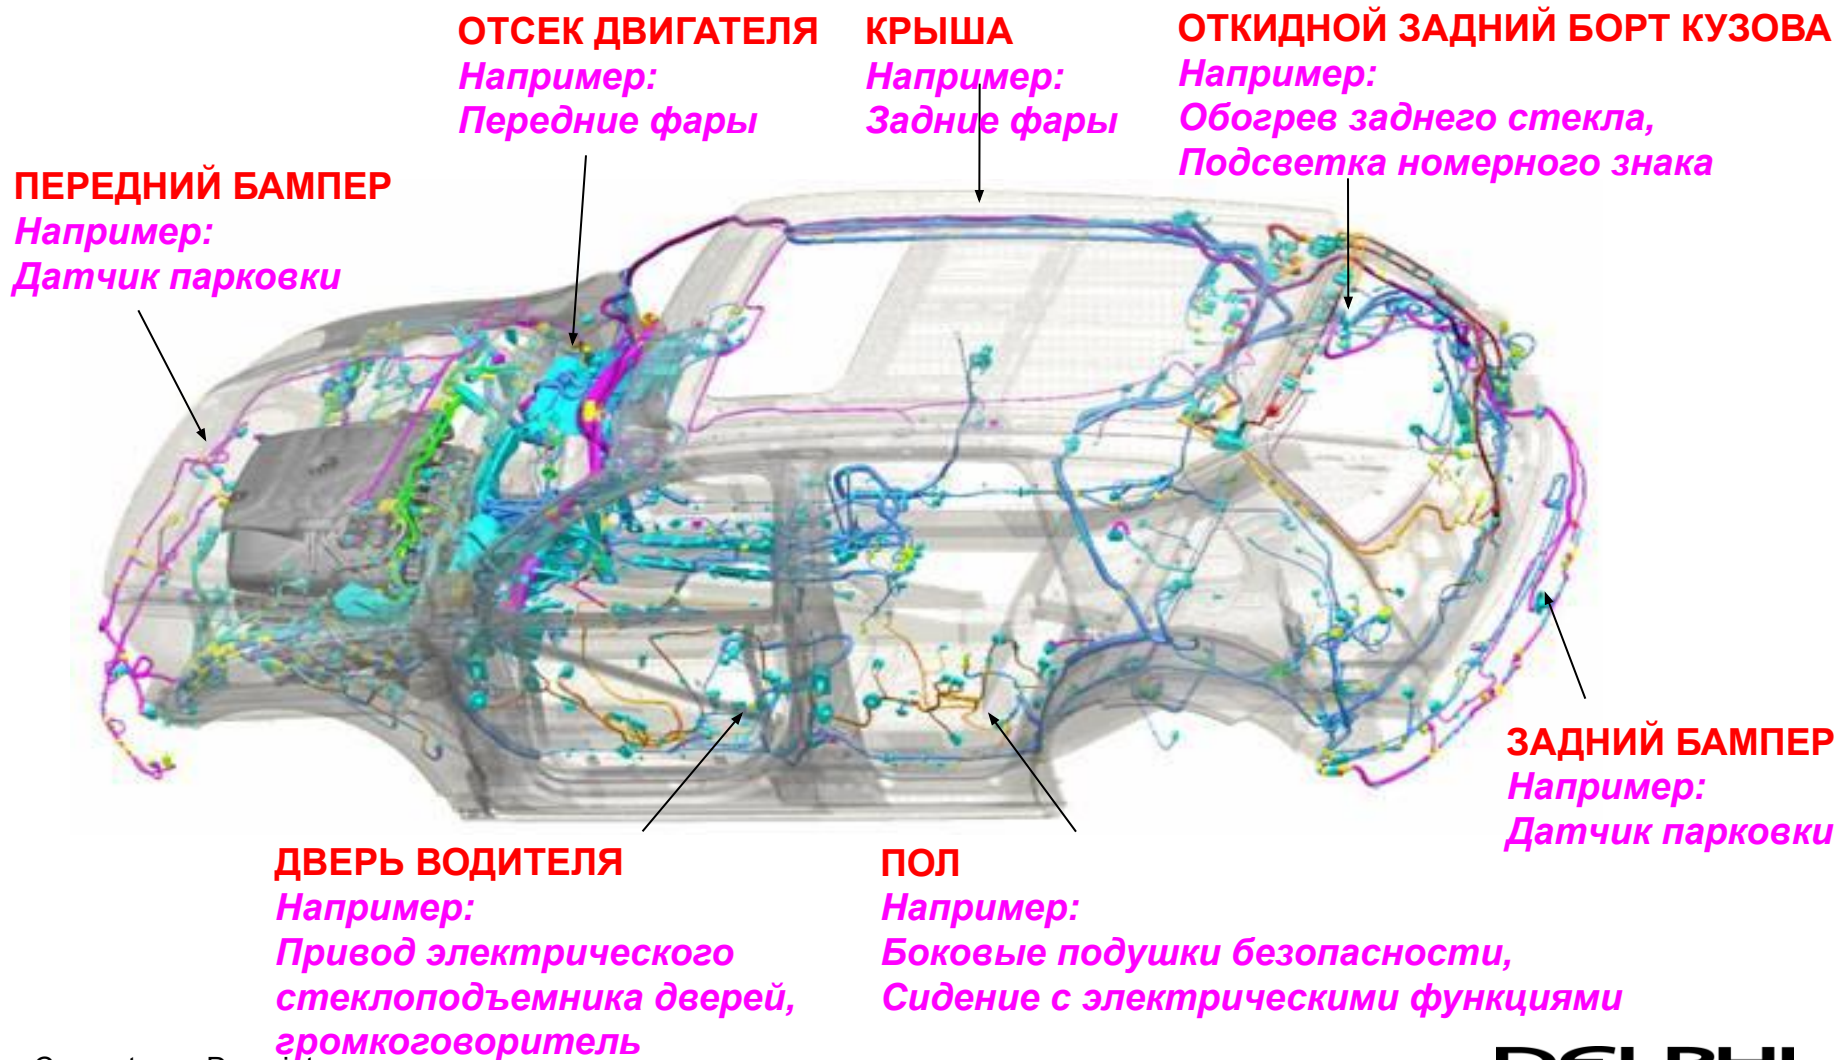 ОТСЕК ДВИГАТЕЛЯ
Например:
Передние фары
КРЫША
Например:
Задние фары
ОТКИДНОЙ ЗАДНИЙ БОРТ КУЗОВА
Например:
Обогрев заднего стекла,
Подсветка номерного знака
ПЕРЕДНИЙ БАМПЕР
Например:
Датчик парковки
ЗАДНИЙ БАМПЕР
Например:
Датчик парковки
ДВЕРЬ ВОДИТЕЛЯ
Например:
Привод электрического
стеклоподъемника дверей,
громкоговоритель
ПОЛ
Например:
Боковые подушки безопасности,
Сидение с электрическими функциями
DELPHI